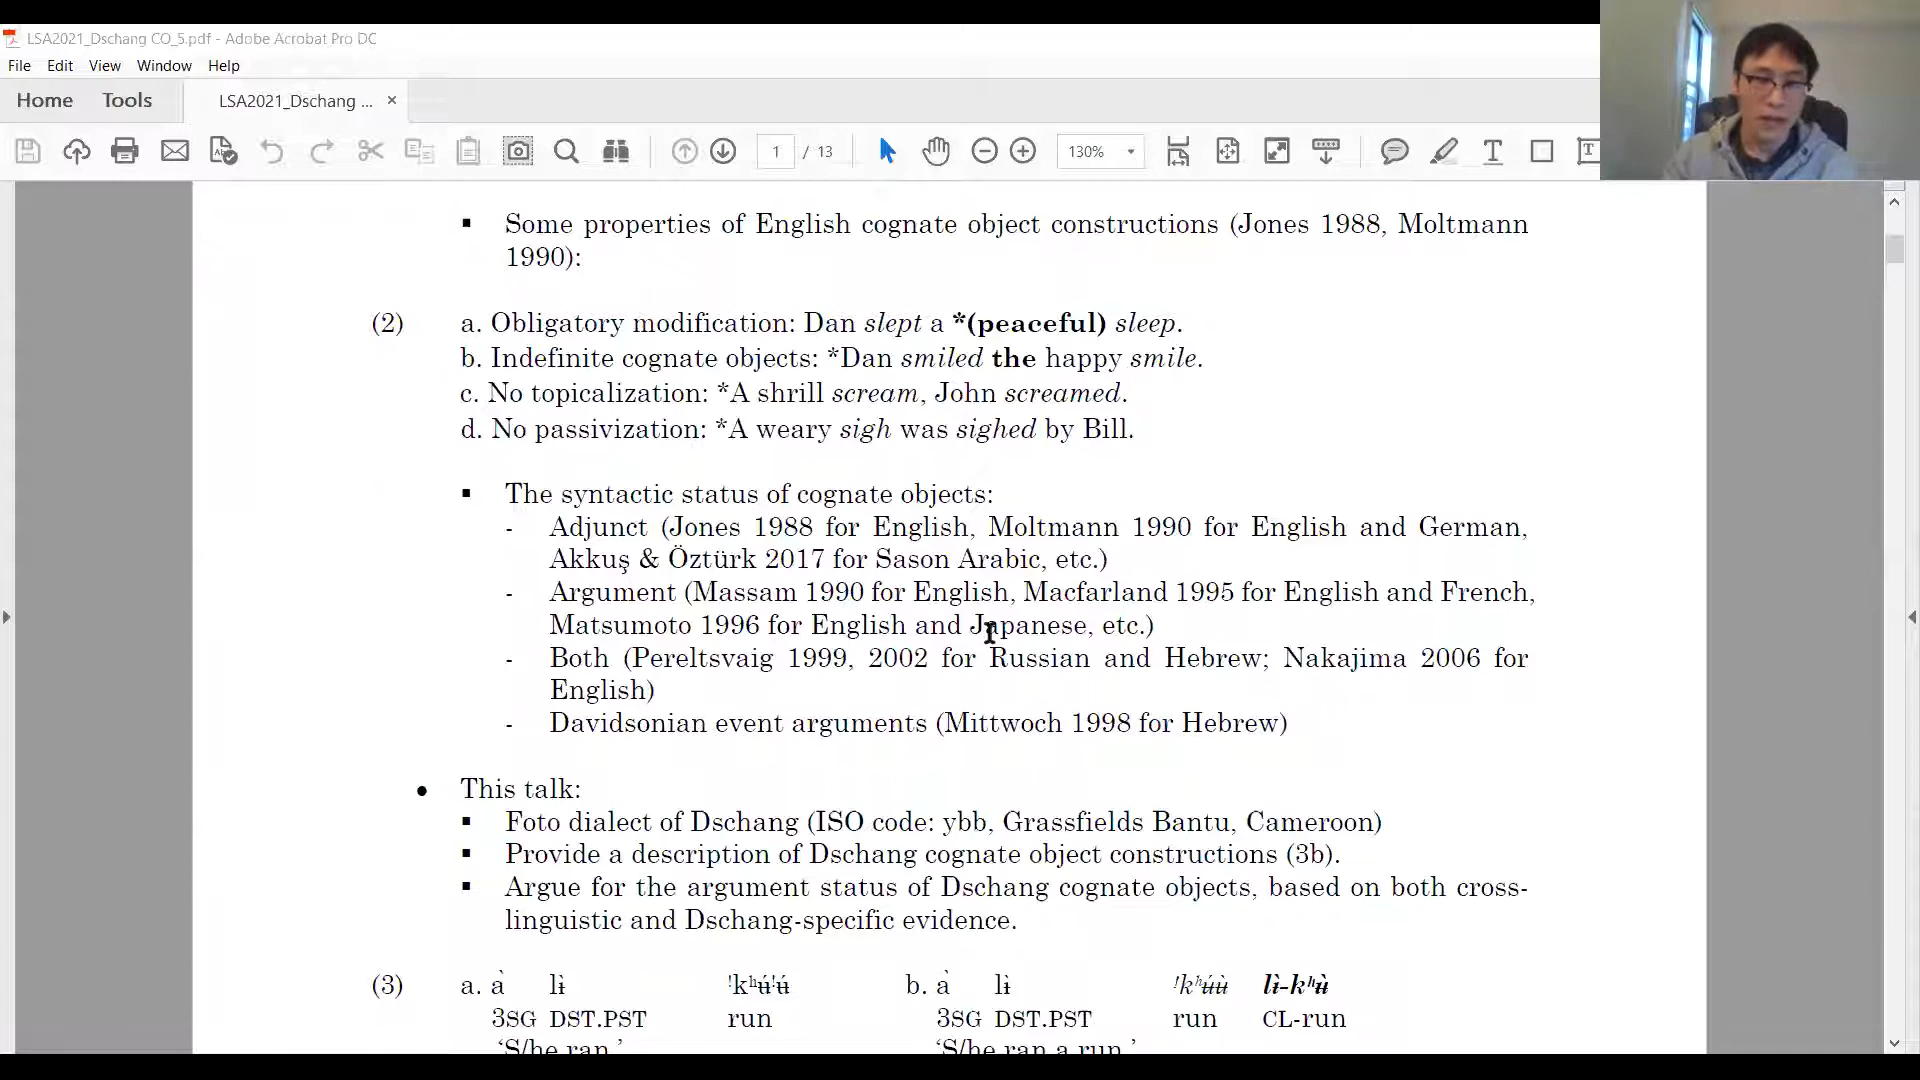 LSA2021_Dschang CO_5.pdf - Adobe Acrobat Pro DC
File Edit View Window Help
Home Tools LSA2021_Dschang ... ×
1 / 13 130%
▪ Some properties of English cognate object constructions (Jones 1988, Moltmann
1990):
(2) a. Obligatory modification: Dan slept a *(peaceful) sleep.
b. Indefinite cognate objects: *Dan smiled the happy smile.
c. No topicalization: *A shrill scream, John screamed.
d. No passivization: *A weary sigh was sighed by Bill.
▪ The syntactic status of cognate objects:
- Adjunct (Jones 1988 for English, Moltmann 1990 for English and German,
Akkuş & Öztürk 2017 for Sason Arabic, etc.)
- Argument (Massam 1990 for English, Macfarland 1995 for English and French,
Matsumoto 1996 for English and Japanese, etc.)
- Both (Pereltsvaig 1999, 2002 for Russian and Hebrew; Nakajima 2006 for
English)
- Davidsonian event arguments (Mittwoch 1998 for Hebrew)
• This talk:
▪ Foto dialect of Dschang (ISO code: ybb, Grassfields Bantu, Cameroon)
▪ Provide a description of Dschang cognate object constructions (3b).
▪ Argue for the argument status of Dschang cognate objects, based on both cross-
linguistic and Dschang-specific evidence.
(3) a. à lɨ̀ ꜝkʰʉ́ꜝʉ́ b. à lɨ̀ ꜝkʰʉ́ʉ̀ lɨ̀-kʰʉ̀
3SG DST.PST run 3SG DST.PST run CL-run
‘S/he ran.’ ‘S/he ran a run.’